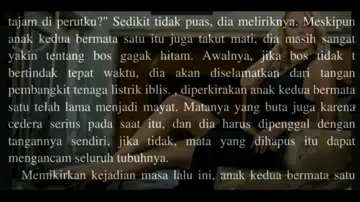 tajam di perutku?" Sedikit tidak puas, dia meliriknya. Meskipun
anak kedua bermata satu itu juga takut mati, dia masih sangat
yakin tentang bos gagak hitam. Awalnya, jika bos tidak t
bertindak tepat waktu, dia akan diselamatkan dari tangan
pembangkit tenaga listrik iblis. , diperkirakan anak kedua bermata
satu telah lama menjadi mayat. Matanya yang buta juga karena
cedera serius pada saat itu, dan dia harus dipenggal dengan
tangannya sendiri, jika tidak, mata yang dihapus itu dapat
mengancam seluruh tubuhnya.
Memikirkan kejadian masa lalu ini, anak kedua bermata satu